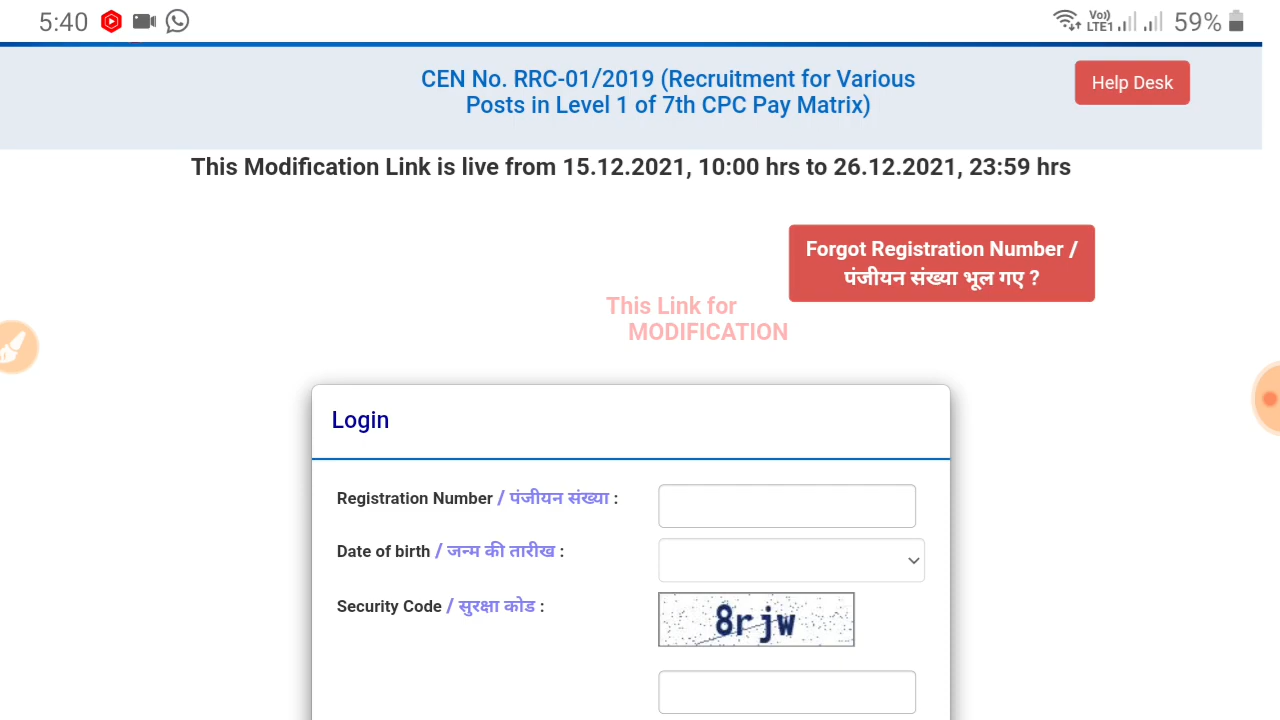 5:40
Vo))
LTE1
59%
CEN No. RRC-01/2019 (Recruitment for Various
Posts in Level 1 of 7th CPC Pay Matrix)
Help Desk
This Modification Link is live from 15.12.2021, 10:00 hrs to 26.12.2021, 23:59 hrs
Forgot Registration Number /
पंजीयन संख्या भूल गए ?
This Link for
MODIFICATION
Login
Registration Number / पंजीयन संख्या :
Date of birth / जन्म की तारीख :
Security Code / सुरक्षा कोड :
8rjw